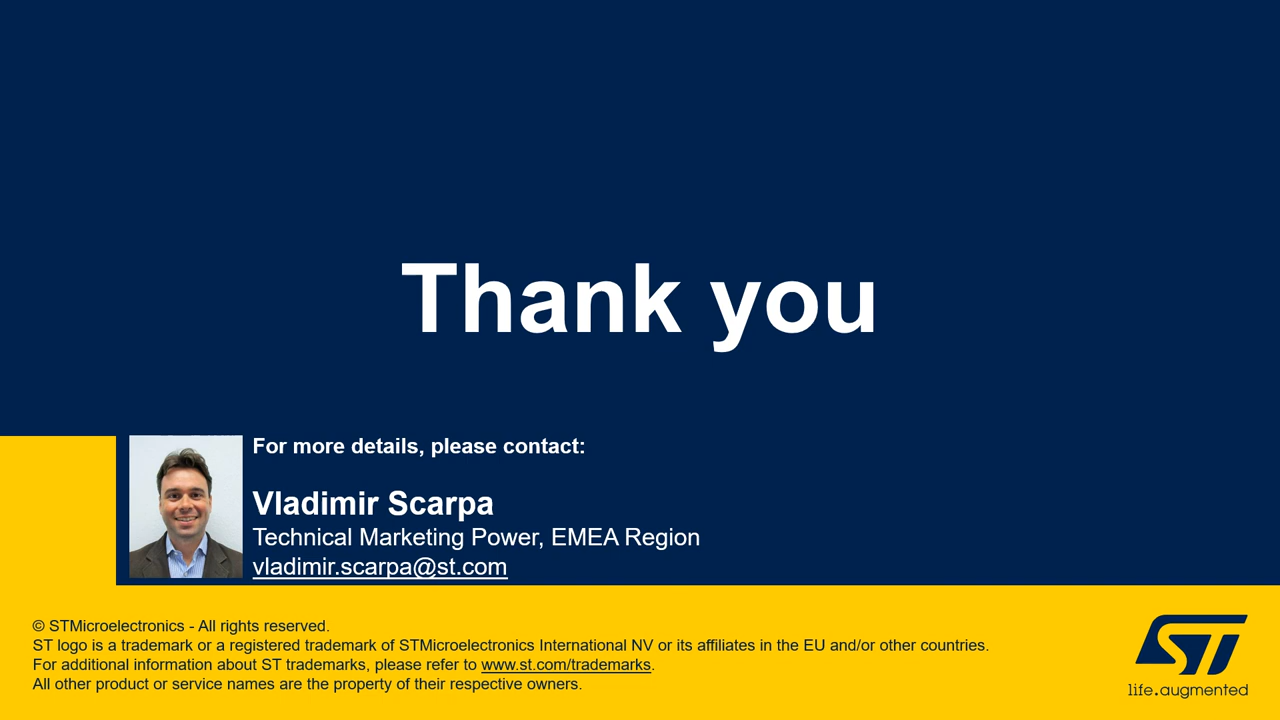 Thank you
For more details, please contact:
Vladimir Scarpa
Technical Marketing Power, EMEA Region
vladimir.scarpa@st.com
© STMicroelectronics - All rights reserved.
ST logo is a trademark or a registered trademark of STMicroelectronics International NV or its affiliates in the EU and/or other countries.
For additional information about ST trademarks, please refer to www.st.com/trademarks.
All other product or service names are the property of their respective owners.
ST
life.augmented